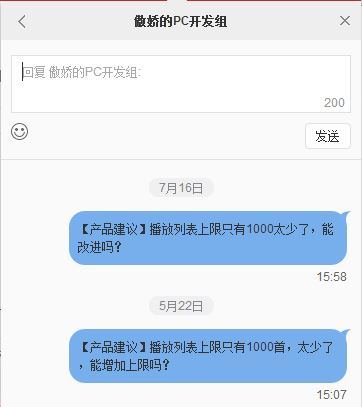 傲娇的PC开发组
回复 傲娇的PC开发组:
200
发送
7月16日
【产品建议】播放列表上限只有1000太少了，能
改进吗？
15:58
5月22日
【产品建议】播放列表上限只有1000首，太少了
，能增加上限吗？
15:07